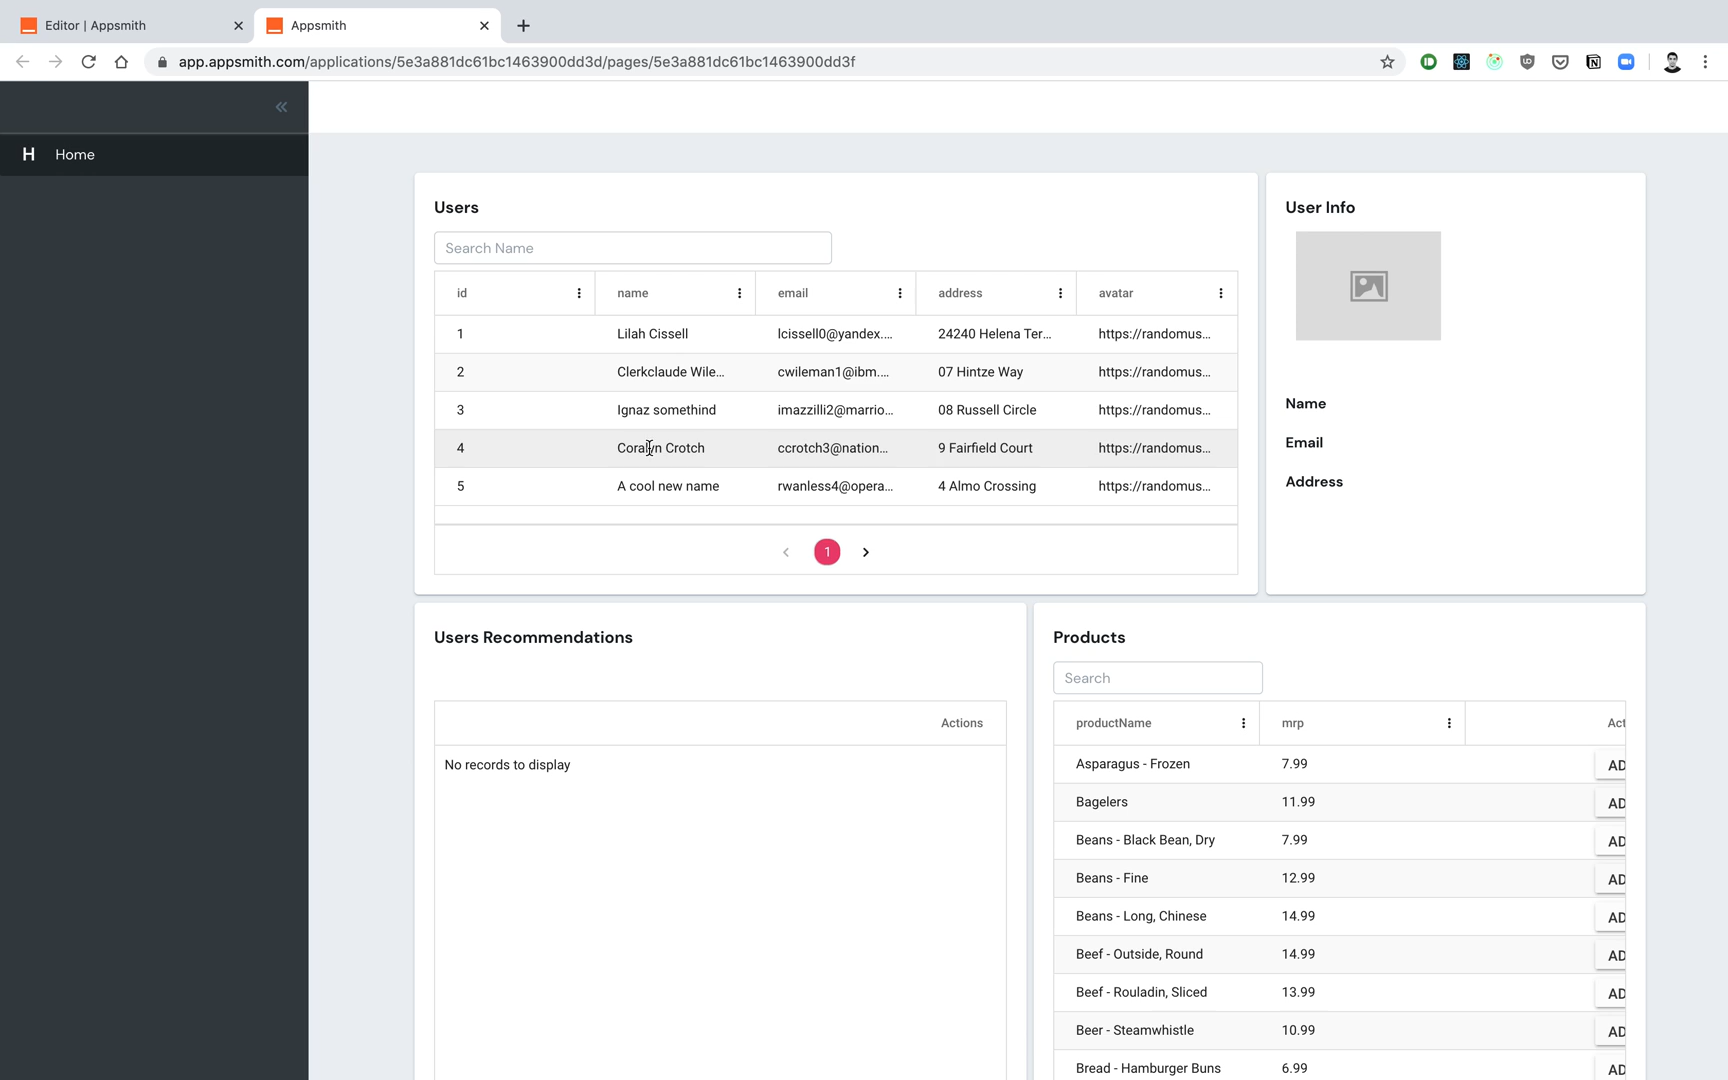 Editor | Appsmith
Appsmith
app.appsmith.com/applications/5e3a881dc61bc1463900dd3d/pages/5e3a881dc61bc1463900dd3f
H Home
Users
Search Name
id name email address avatar
1 Lilah Cissell lcissell0@yandex.... 24240 Helena Ter... https://randomus...
2 Clerkclaude Wile... cwileman1@ibm.... 07 Hintze Way https://randomus...
3 Ignaz somethind imazzilli2@marrio... 08 Russell Circle https://randomus...
4 Coralyn Crotch ccrotch3@nation... 9 Fairfield Court https://randomus...
5 A cool new name rwanless4@opera... 4 Almo Crossing https://randomus...
1
User Info
Name
Email
Address
Users Recommendations
Actions
No records to display
Products
Search
productName mrp Act
Asparagus - Frozen 7.99 AD
Bagelers 11.99 AD
Beans - Black Bean, Dry 7.99 AD
Beans - Fine 12.99 AD
Beans - Long, Chinese 14.99 AD
Beef - Outside, Round 14.99 AD
Beef - Rouladin, Sliced 13.99 AD
Beer - Steamwhistle 10.99 AD
Bread - Hamburger Buns 6.99 AD